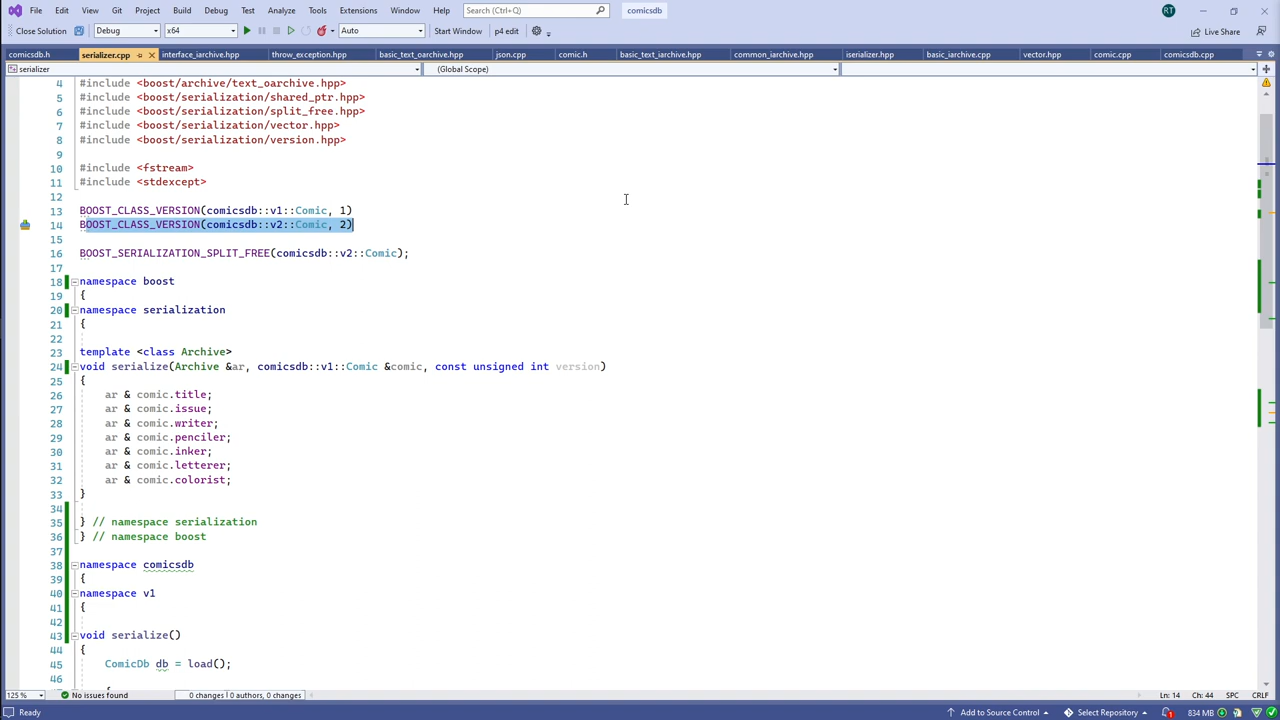 File Edit View Git Project Build Debug Test Analyze Tools Extensions Window Help Search (Ctrl+Q) comicsdb RT
Close Solution Debug x64 Auto Start Window p4 edit Live Share
comicsdb.h serializer.cpp interface_iarchive.hpp throw_exception.hpp basic_text_oarchive.hpp json.cpp comic.h basic_text_iarchive.hpp common_iarchive.hpp iserializer.hpp basic_iarchive.cpp vector.hpp comic.cpp comicsdb.cpp
serializer (Global Scope)
4 #include <boost/archive/text_oarchive.hpp>
5 #include <boost/serialization/shared_ptr.hpp>
6 #include <boost/serialization/split_free.hpp>
7 #include <boost/serialization/vector.hpp>
8 #include <boost/serialization/version.hpp>
9
10 #include <fstream>
11 #include <stdexcept>
12
13 BOOST_CLASS_VERSION(comicsdb::v1::Comic, 1)
14 BOOST_CLASS_VERSION(comicsdb::v2::Comic, 2)
15
16 BOOST_SERIALIZATION_SPLIT_FREE(comicsdb::v2::Comic);
17
18 namespace boost
19 {
20 namespace serialization
21 {
22
23 template <class Archive>
24 void serialize(Archive &ar, comicsdb::v1::Comic &comic, const unsigned int version)
25 {
26 ar & comic.title;
27 ar & comic.issue;
28 ar & comic.writer;
29 ar & comic.penciler;
30 ar & comic.inker;
31 ar & comic.letterer;
32 ar & comic.colorist;
33 }
34
35 } // namespace serialization
36 } // namespace boost
37
38 namespace comicsdb
39 {
40 namespace v1
41 {
42
43 void serialize()
44 {
45 ComicDb db = load();
46 {
125 % No issues found 0 changes | 0 authors, 0 changes Ln: 14 Ch: 44 SPC CRLF
Ready Add to Source Control Select Repository 1 834 MB